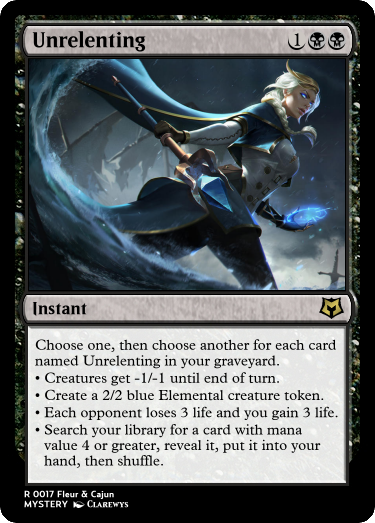 Unrelenting 1
Instant
Choose one, then choose another for each card
named Unrelenting in your graveyard.
• Creatures get -1/-1 until end of turn.
• Create a 2/2 blue Elemental creature token.
• Each opponent loses 3 life and you gain 3 life.
• Search your library for a card with mana
value 4 or greater, reveal it, put it into your
hand, then shuffle.
R 0017 Fleur & Cajun
MYSTERY CLAREWYS